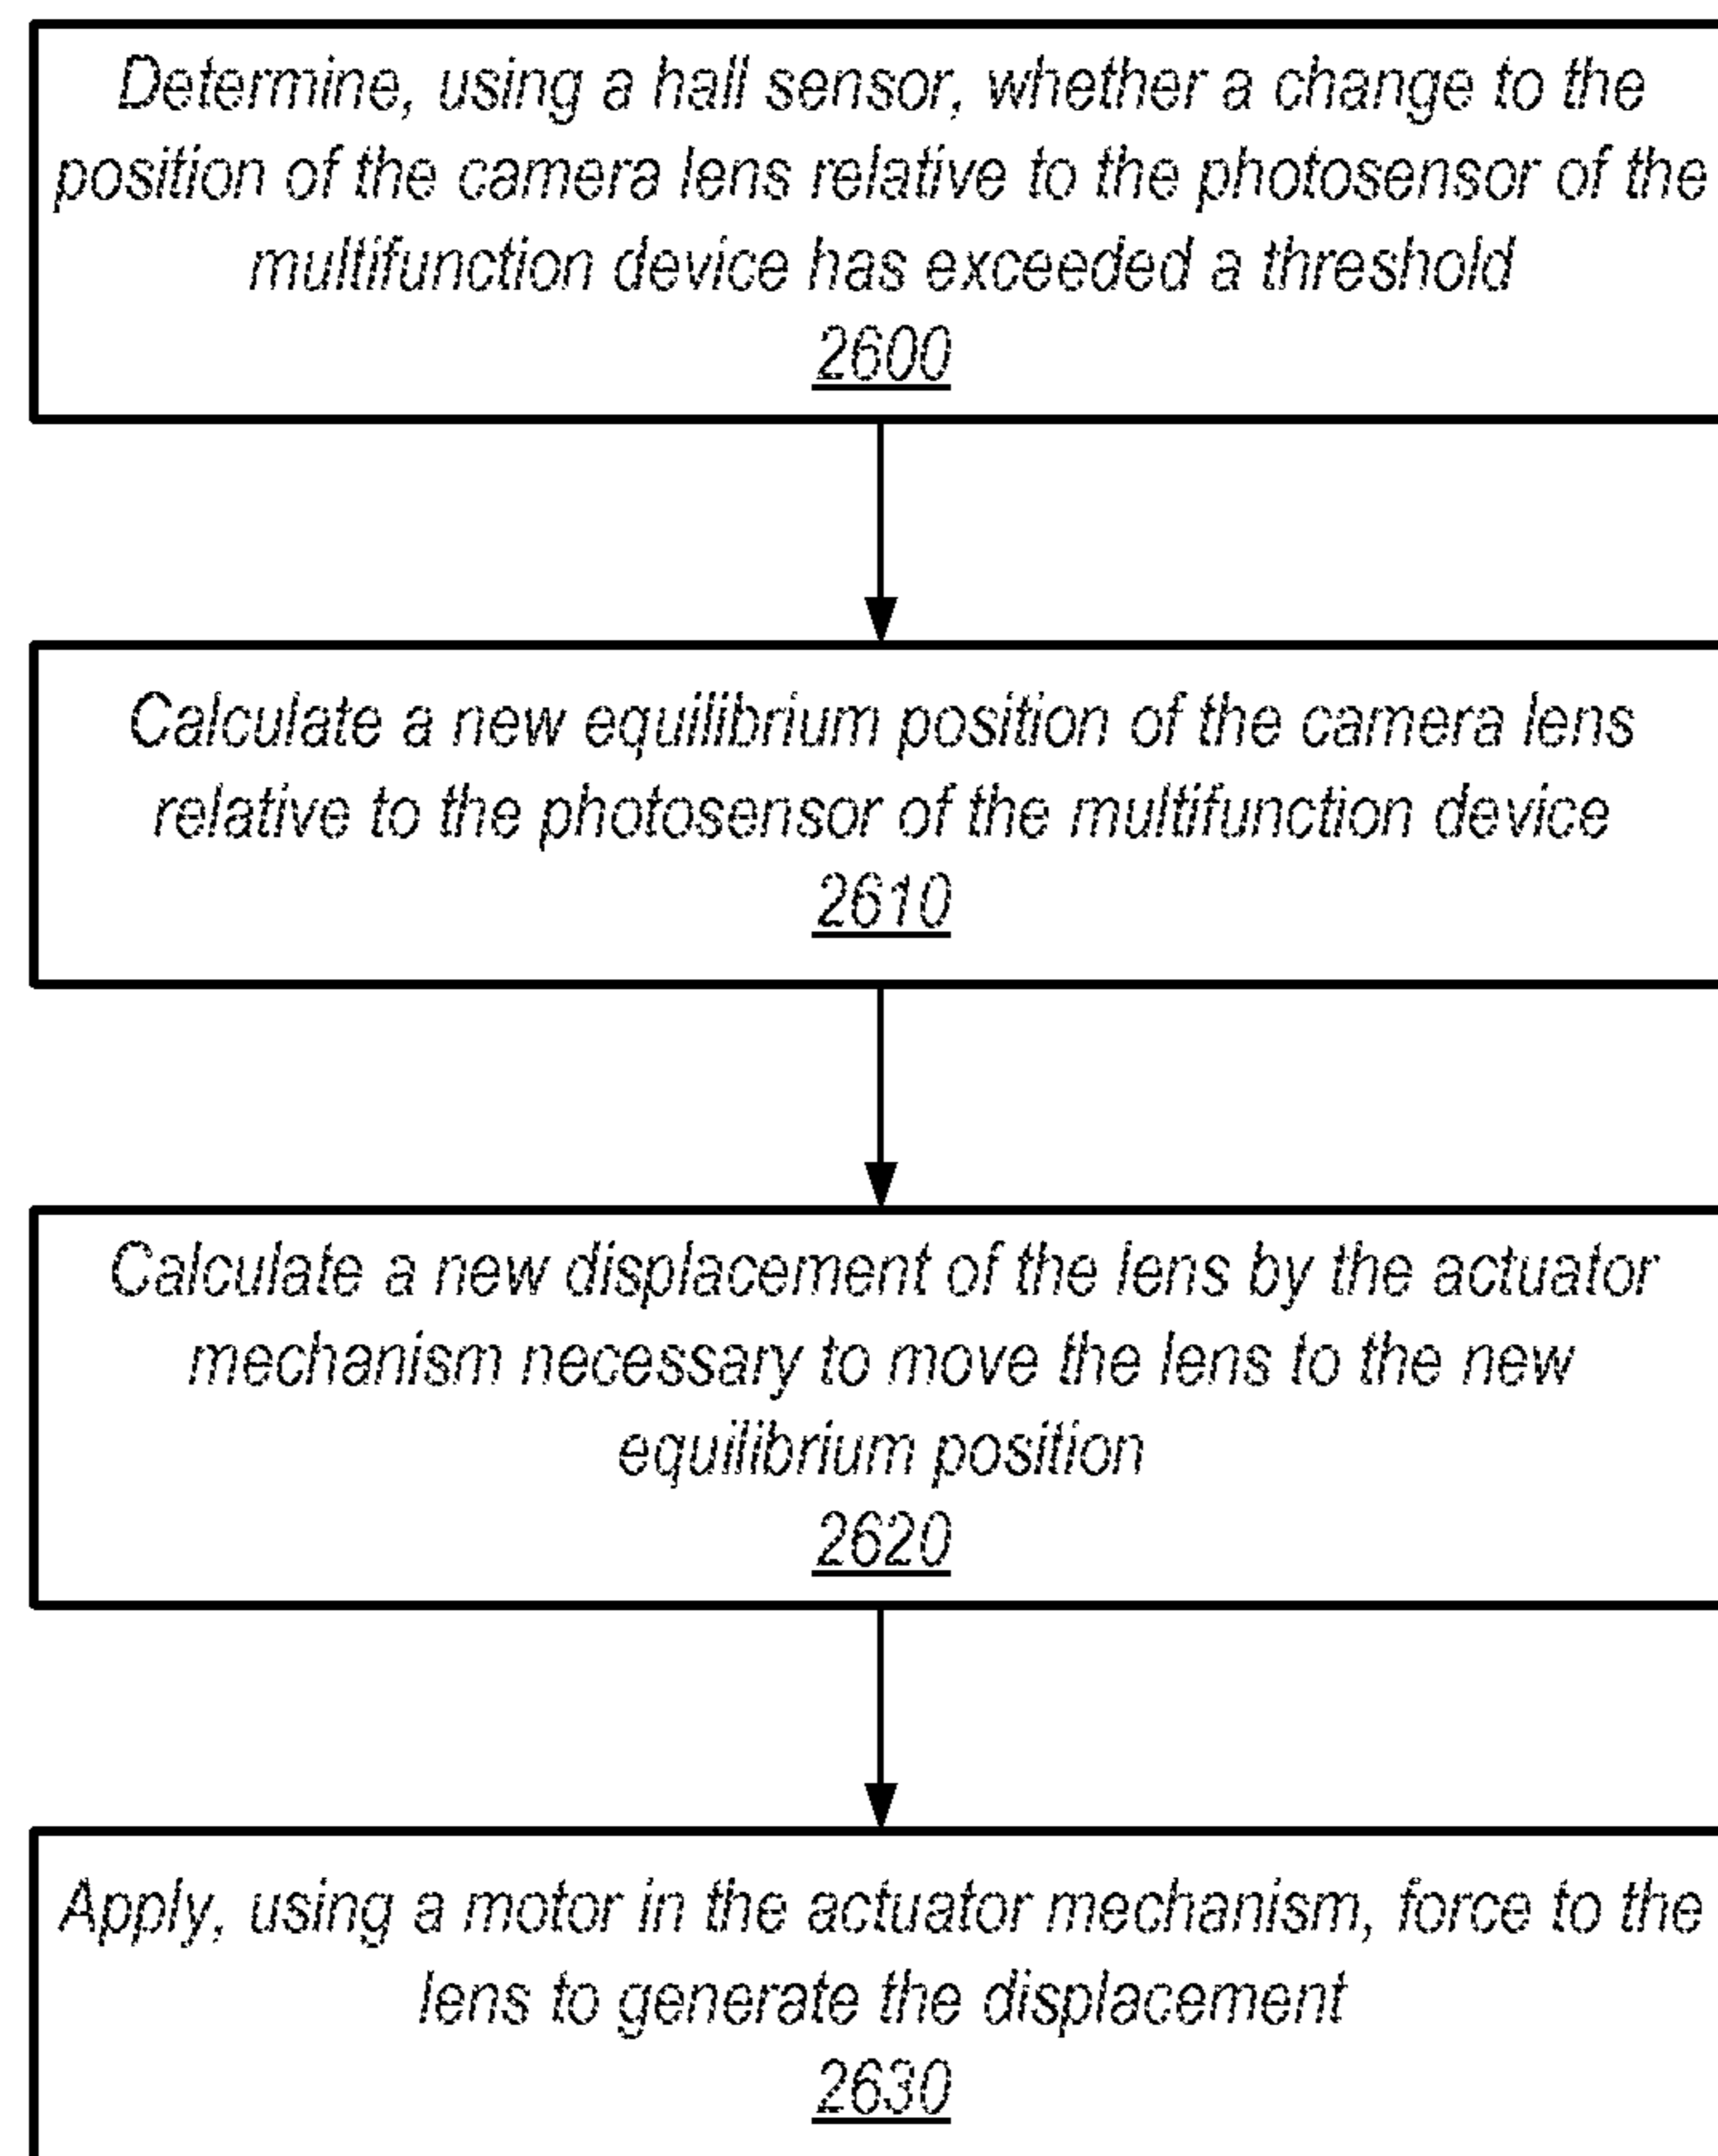 Determine, using a hall sensor, whether a change to the
position of the camera lens relative to the photosensor of the
multifunction device has exceeded a threshold
2600
Calculate a new equilibrium position of the camera lens
relative to the photosensor of the multifunction device
2610
Calculate a new displacement of the lens by the actuator
mechanism necessary to move the lens to the new
equilibrium position
2620
Apply, using a motor in the actuator mechanism, force to the
lens to generate the displacement
2630